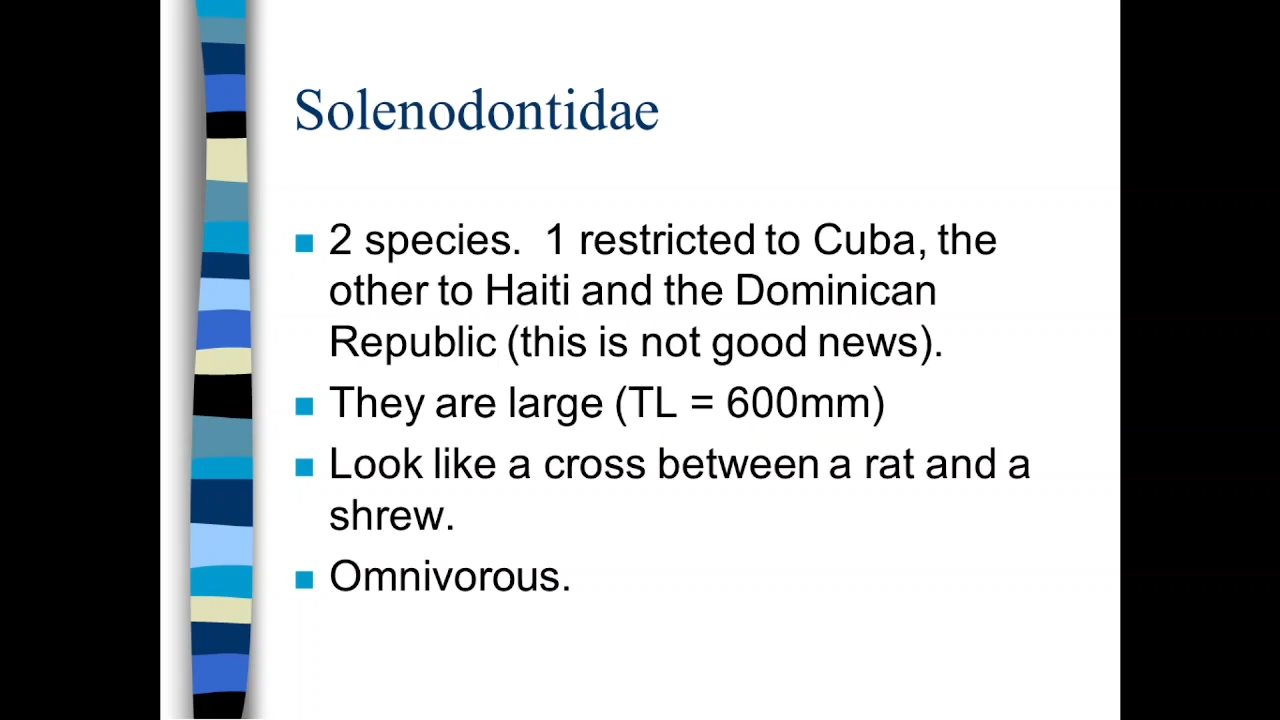 Solenodontidae
2 species.  1 restricted to Cuba, the
other to Haiti and the Dominican
Republic (this is not good news).
They are large (TL = 600mm)
Look like a cross between a rat and a
shrew.
Omnivorous.